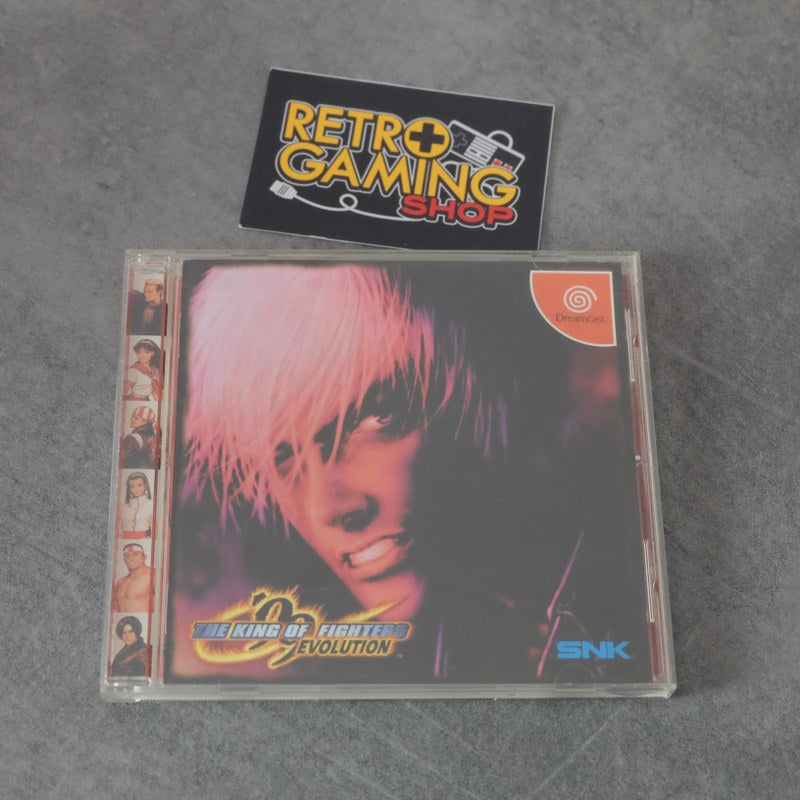 RETRO
GAMING
SHOP
Dreamcast
'99
THE KING OF FIGHTERS
EVOLUTION
SNK